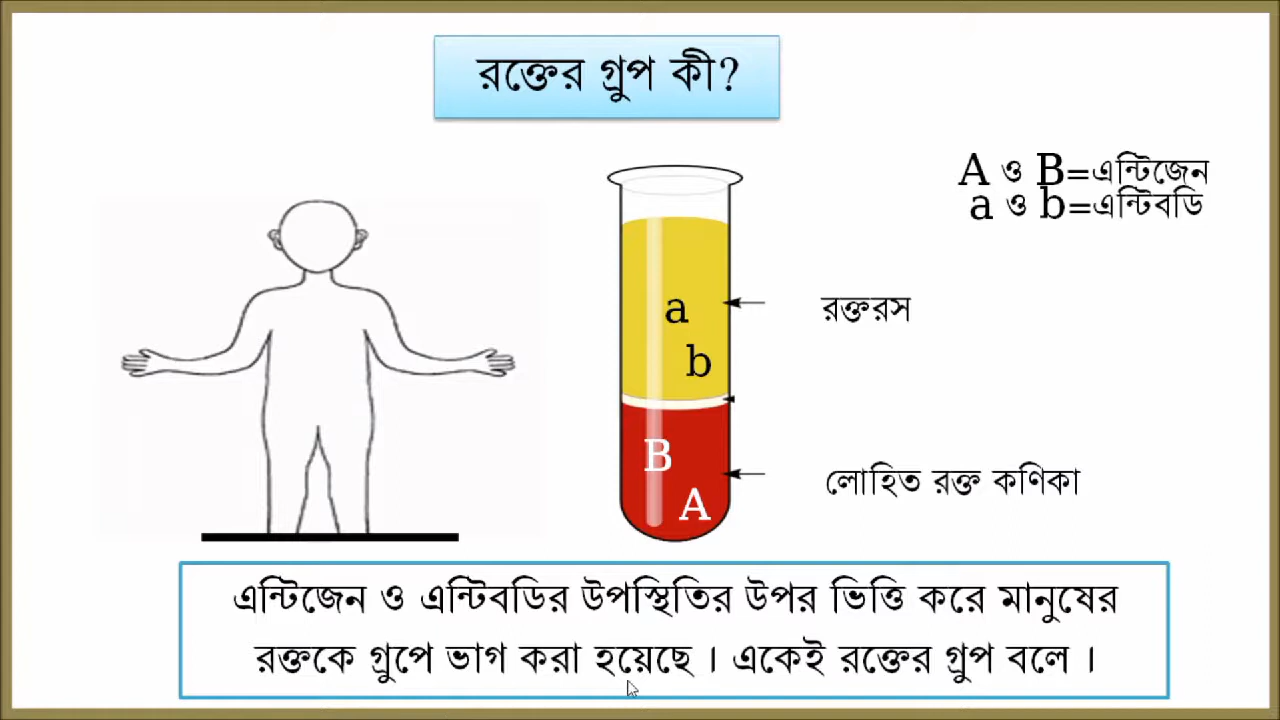 রক্তের গ্রুপ কী?
A ও B=এন্টিজেন
a ও b=এন্টিবডি
a
রক্তরস
b
B
লোহিত রক্ত কণিকা
A
এন্টিজেন ও এন্টিবডির উপস্থিতির উপর ভিত্তি করে মানুষের
রক্তকে গ্রুপে ভাগ করা হয়েছে। একেই রক্তের গ্রুপ বলে।